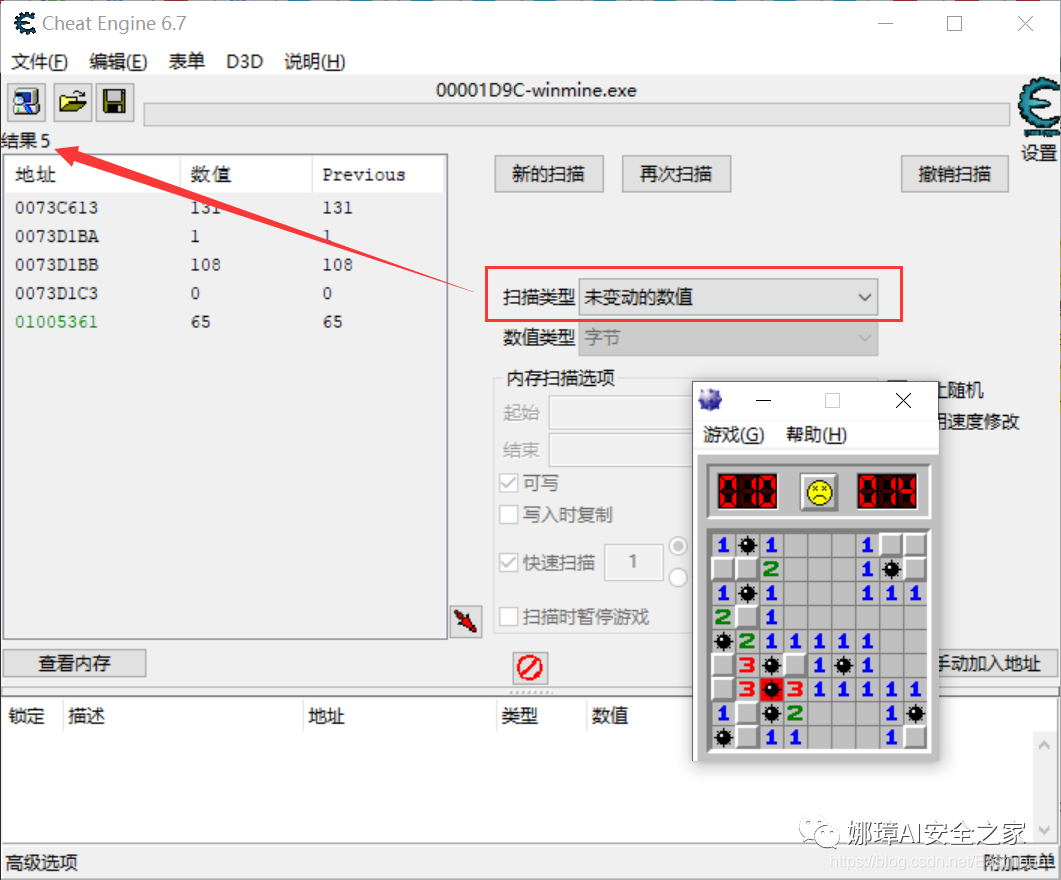 Cheat Engine 6.7
文件(F) 编辑(E) 表单 D3D 说明(H)
00001D9C-winmine.exe
设置
结果 5
地址 数值 Previous
0073C613 131 131
0073D1BA 1 1
0073D1BB 108 108
0073D1C3 0 0
01005361 65 65
新的扫描 再次扫描 撤销扫描
扫描类型 未变动的数值
数值类型 字节
内存扫描选项
起始
结束
可写
写入时复制
快速扫描 1
扫描时暂停游戏
止随机
用速度修改
游戏(G) 帮助(H)
010 014
1 1 1
2 1
1 1 1 1 1
2 1
2 1 1 1 1 1
3 1 1
3 3 1 1 1 1 1
1 2 1
1 1 1
查看内存
手动加入地址
锁定 描述 地址 类型 数值
娜璋AI安全之家
高级选项
附加表单